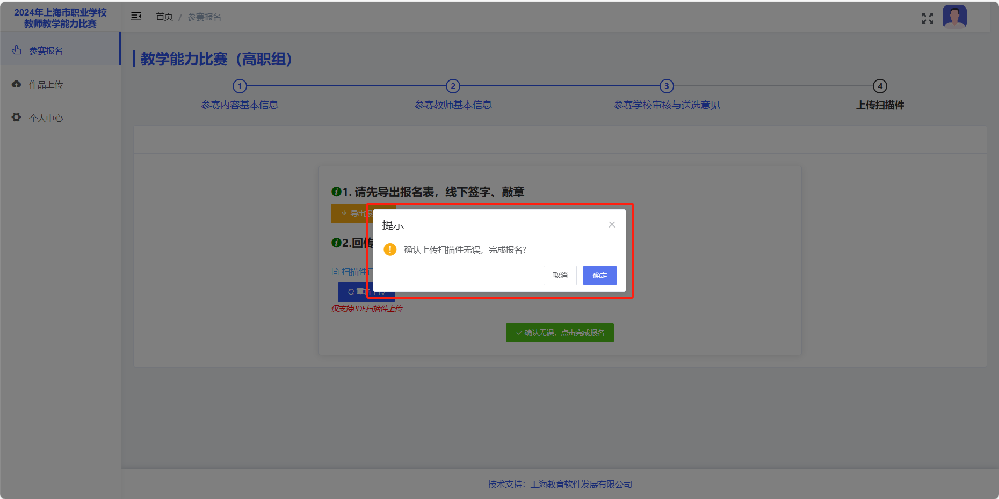 2024年上海市职业学校
教师教学能力比赛
首页 / 参赛报名
参赛报名
作品上传
个人中心
教学能力比赛（高职组）
1
2
3
4
参赛内容基本信息
参赛教师基本信息
参赛学校审核与送选意见
上传扫描件
1. 请先导出报名表，线下签字、敲章
导出报
2.回传
扫描件已
重新上传
仅支持PDF扫描件上传
提示
确认上传扫描件无误，完成报名?
取消
确定
确认无误，点击完成报名
技术支持：上海教育软件发展有限公司